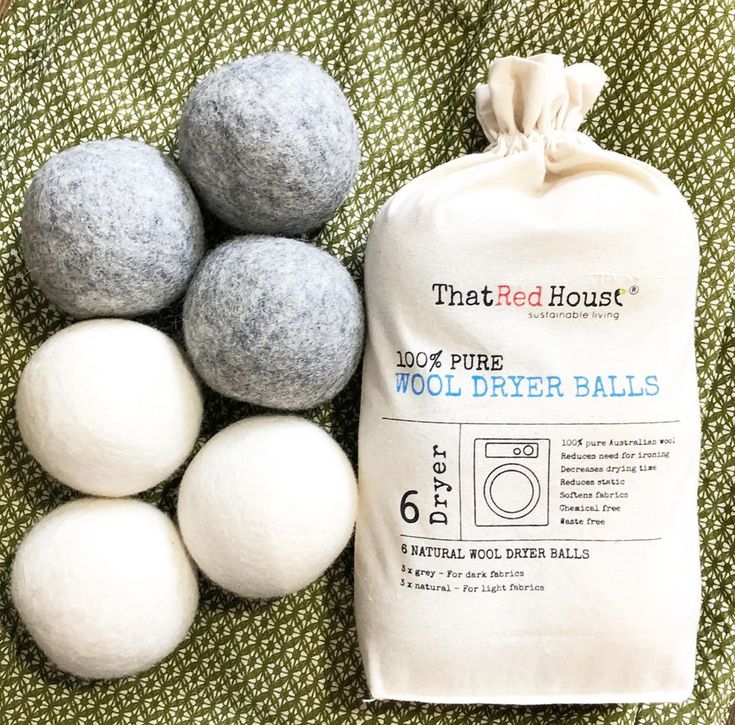 ThatRed House®
sustainable living
100% PURE
WOOL DRYER BALLS
6 Dryer
100% pure Australian wool
Reduces need for ironing
Decreases drying time
Reduces static
Softens fabrics
Chemical free
Waste free
6 NATURAL WOOL DRYER BALLS
3 x grey - For dark fabrics
3 x natural - For light fabrics